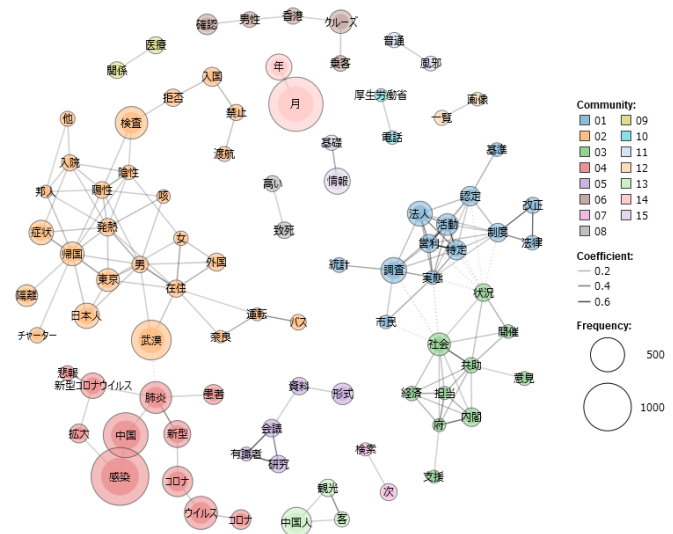 確認
男性
香港
クルーズ
乗客
医療
関係
普通
風邪
年
月
入国
拒否
禁止
渡航
検査
他
入院
陰性
邦人
陽性
咳
症状
発熱
帰国
女
男
外国
東京
在住
隔離
日本人
チャーター
武漢
奈良
運転
バス
厚生労働省
電話
画像
一覧
基礎
情報
高い
致死
基準
認定
法人
活動
改正
制度
営利
特定
法律
統計
調査
実態
状況
市民
社会
開催
共助
意見
経済
担当
内閣
府
支援
悲報
新型コロナウイルス
肺炎
患者
拡大
中国
新型
感染
コロナ
ウイルス
コロナ
資料
形式
会議
有識者
研究
検索
次
観光
中国人
客
Community:
01 09
02 10
03 11
04 12
05 13
06 14
07 15
08
Coefficient:
0.2
0.4
0.6
Frequency:
500
1000